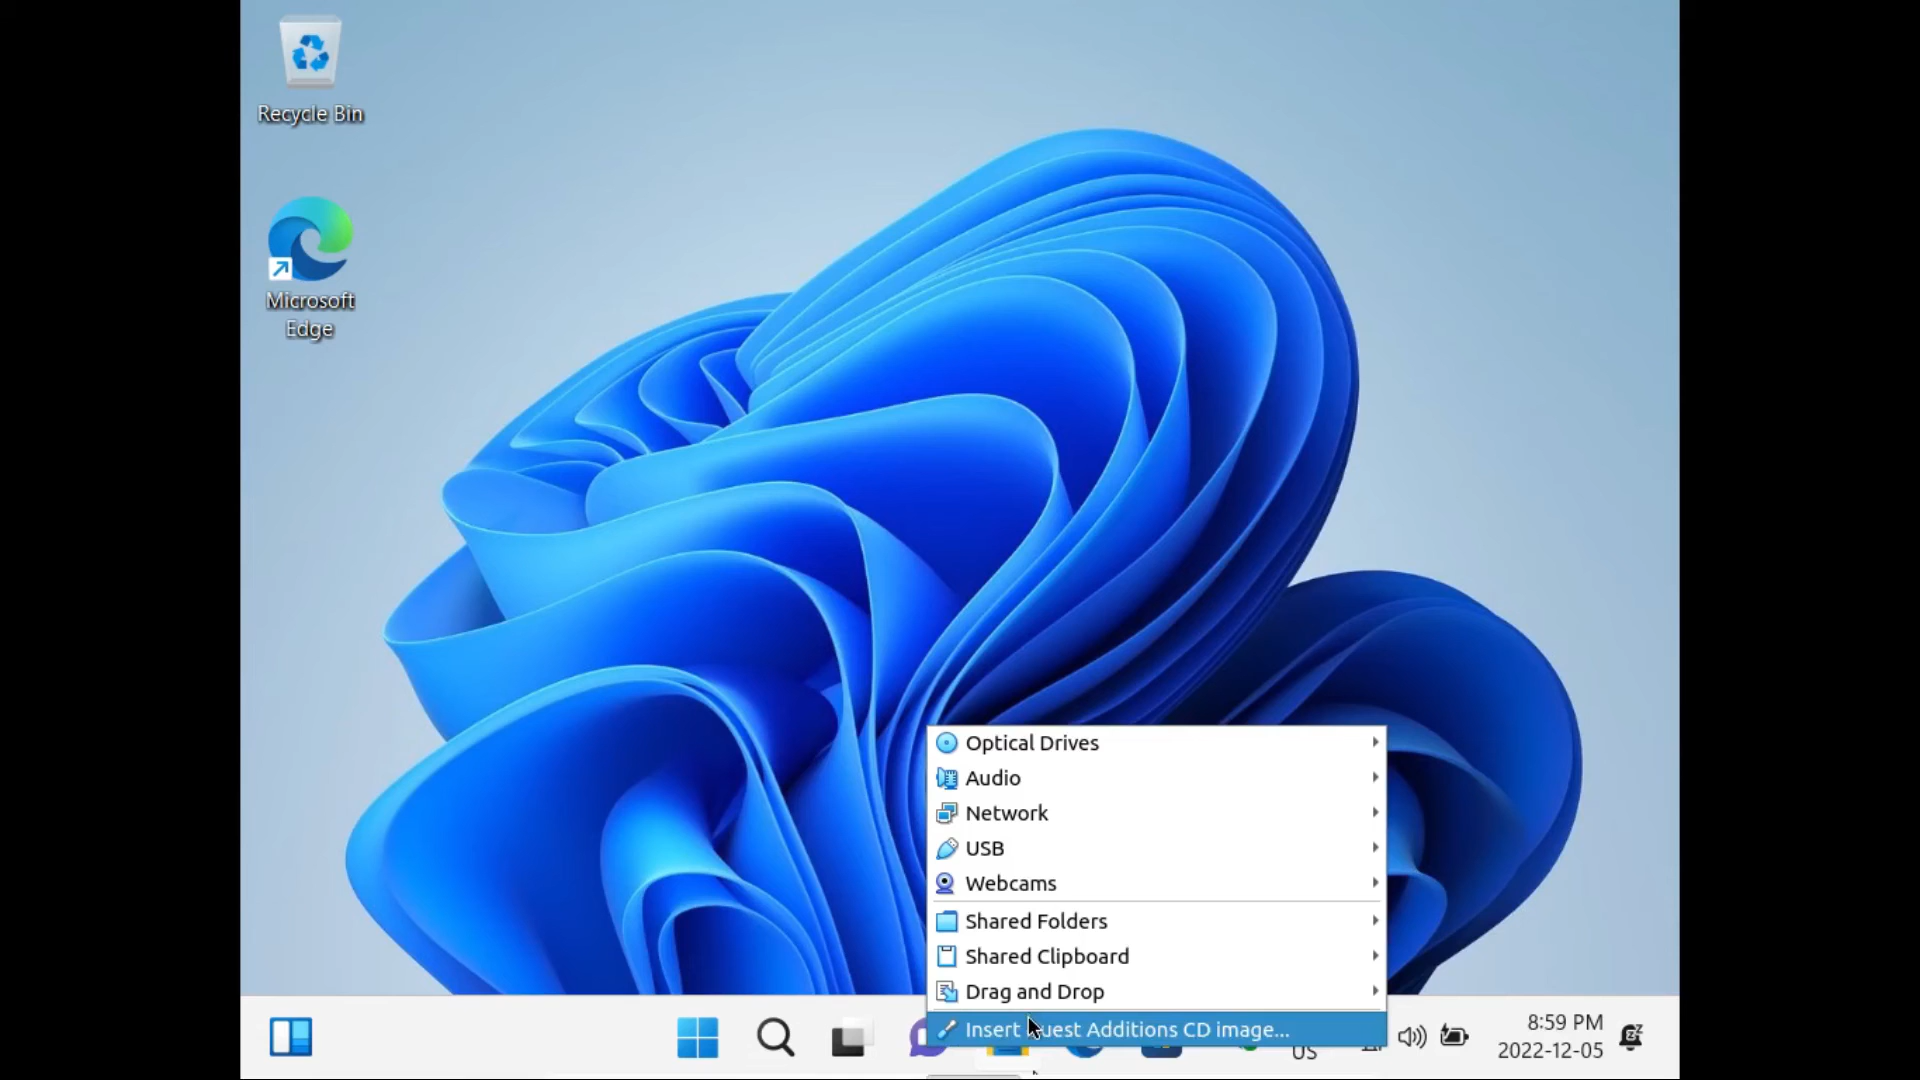 Recycle Bin
Microsoft
Edge
Optical Drives
Audio
Network
USB
Webcams
Shared Folders
Shared Clipboard
Drag and Drop
Insert Guest Additions CD image...
US
8:59 PM
2022-12-05